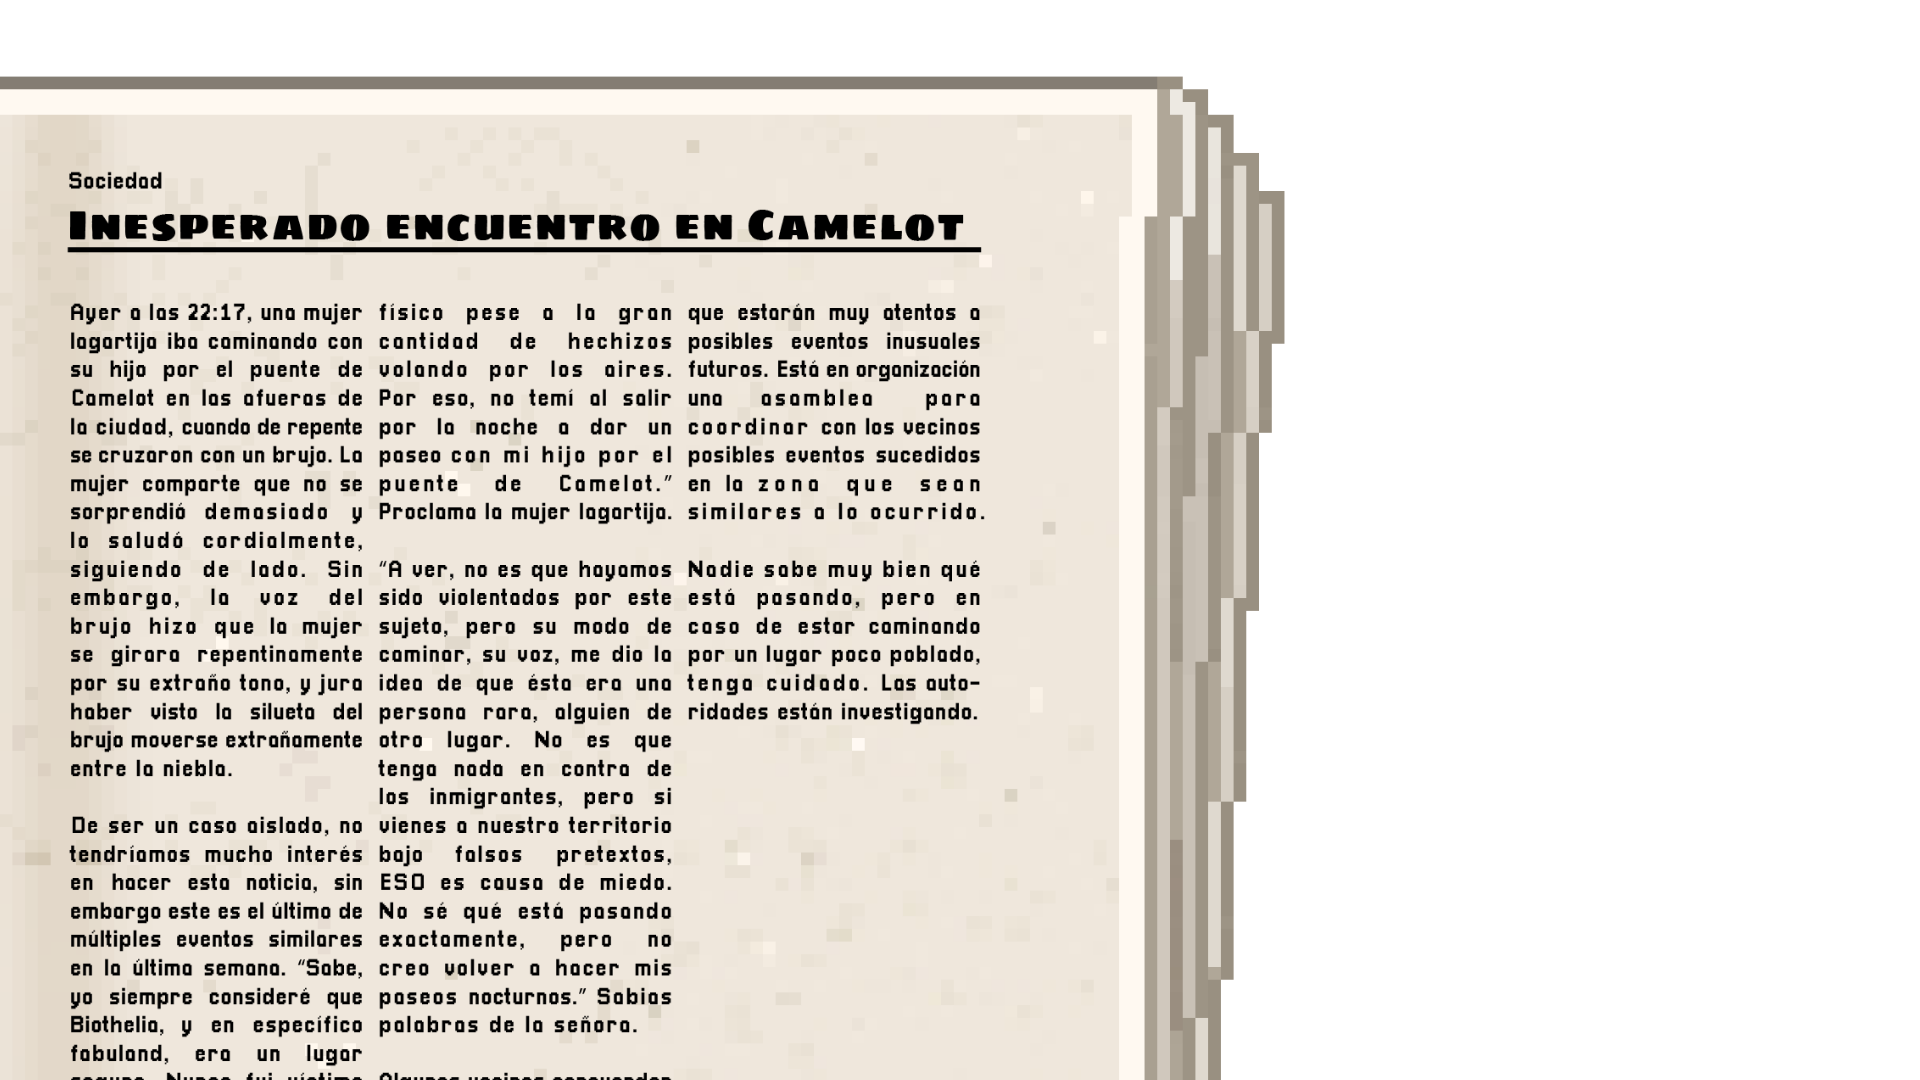 Sociedad
Inesperado encuentro en Camelot
Ayer a las 22:17, una mujer
lagartija iba caminando con
su hijo por el puente de
Camelot en las afueras de
la ciudad, cuando de repente
se cruzaron con un brujo. La
mujer comparte que no se
sorprendió demasiado y
lo saludó cordialmente,
siguiendo de lado. Sin
embargo, la voz del
brujo hizo que la mujer
se girara repentinamente
por su extraño tono, y jura
haber visto la silueta del
brujo moverse extrañamente
entre la niebla.
De ser un caso aislado, no
tendríamos mucho interés
en hacer esta noticia, sin
embargo este es el último de
múltiples eventos similares
en la última semana. "Sabe,
yo siempre consideré que
Biothelia, y en específico
fabuland, era un lugar
seguro. Nunca fui víctima
físico pese a la gran
cantidad de hechizos
volando por los aires.
Por eso, no temí al salir
por la noche a dar un
paseo con mi hijo por el
puente de Camelot."
Proclama la mujer lagartija.
"A ver, no es que hayamos
sido violentados por este
sujeto, pero su modo de
caminar, su voz, me dio la
idea de que ésta era una
persona rara, alguien de
otro lugar. No es que
tenga nada en contra de
los inmigrantes, pero si
vienes a nuestro territorio
bajo falsos pretextos,
ESO es causa de miedo.
No sé qué está pasando
exactamente, pero no
creo volver a hacer mis
paseos nocturnos." Sabias
palabras de la señora.
Algunos vecinos
que estarán muy atentos a
posibles eventos inusuales
futuros. Está en organización
una asamblea para
coordinar con los vecinos
posibles eventos sucedidos
en la zona que sean
similares a lo ocurrido.
Nadie sabe muy bien qué
está pasando, pero en
caso de estar caminando
por un lugar poco poblado,
tenga cuidado. Las auto-
ridades están investigando.